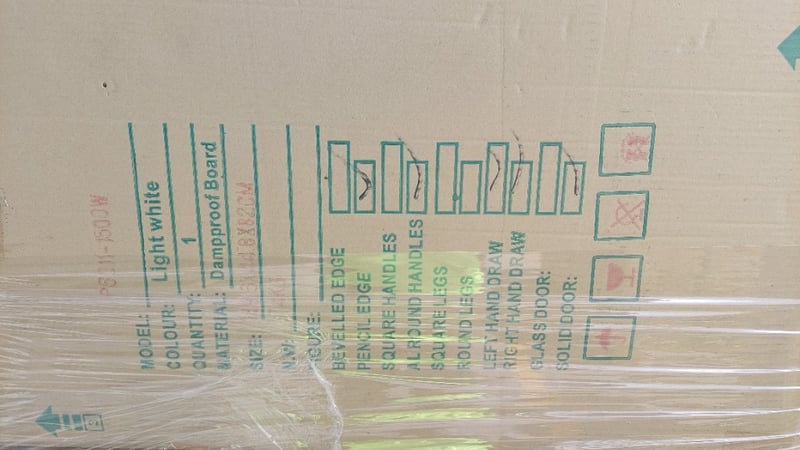 MODEL:
COLOUR: Light white
QUANTITY: 1
MATERIAL: Dampproof Board
SIZE:
BEVELLED EDGE
PENCIL EDGE
SQUARE HANDLES
AL ROUND HANDLES
SQUARE LEGS
ROUND LEGS
LEFT HAND DRAW
RIGHT HAND DRAW
GLASS DOOR:
SOLID DOOR: